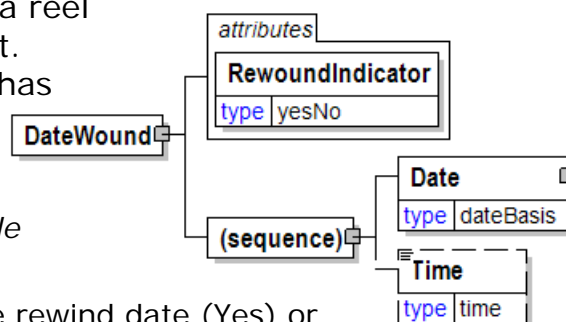 a reel
t.
has
le
e rewind date (Yes) or
attributes
RewoundIndicator
type yesNo
DateWound
(sequence)
Date
type dateBasis
Time
type time